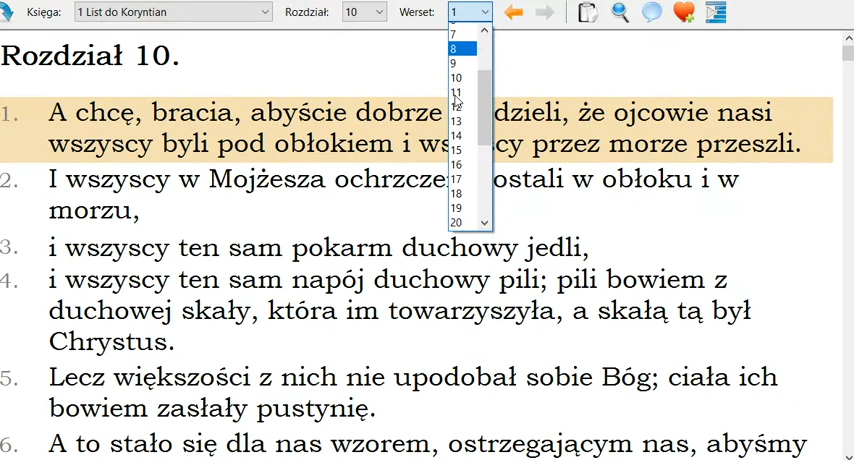 Księga: 1 List do Koryntian Rozdział: 10 Werset: 1
Rozdział 10.
7
8
9
10
11
12
13
14
15
16
17
18
19
20
1. A chcę, bracia, abyście dobrze że ojcowie nasi
wszyscy byli pod obłokiem i przez morze przeszli.
2. I wszyscy w Mojżesza w obłoku i w
morzu,
3. i wszyscy ten sam pokarm duchowy jedli,
4. i wszyscy ten sam napój duchowy pili; pili bowiem z
duchowej skały, która im towarzyszyła, a skałą tą był
Chrystus.
5. Lecz większości z nich nie upodobał sobie Bóg; ciała ich
bowiem zasłały pustynię.
6. A to stało się dla nas wzorem, ostrzegającym nas, abyśmy